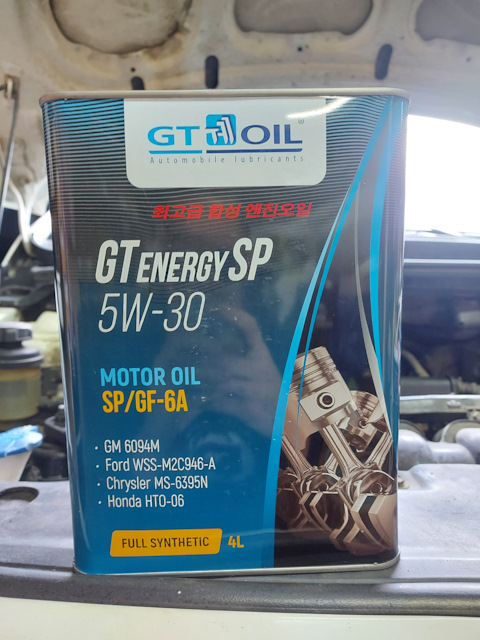 GT OIL®
Automobile lubricants
최고급 합성 엔진오일
GT ENERGY SP
5W-30
MOTOR OIL
SP/GF-6A
· GM 6094M
· Ford WSS-M2C946-A
· Chrysler MS-6395N
· Honda HTO-06
FULL SYNTHETIC 4L